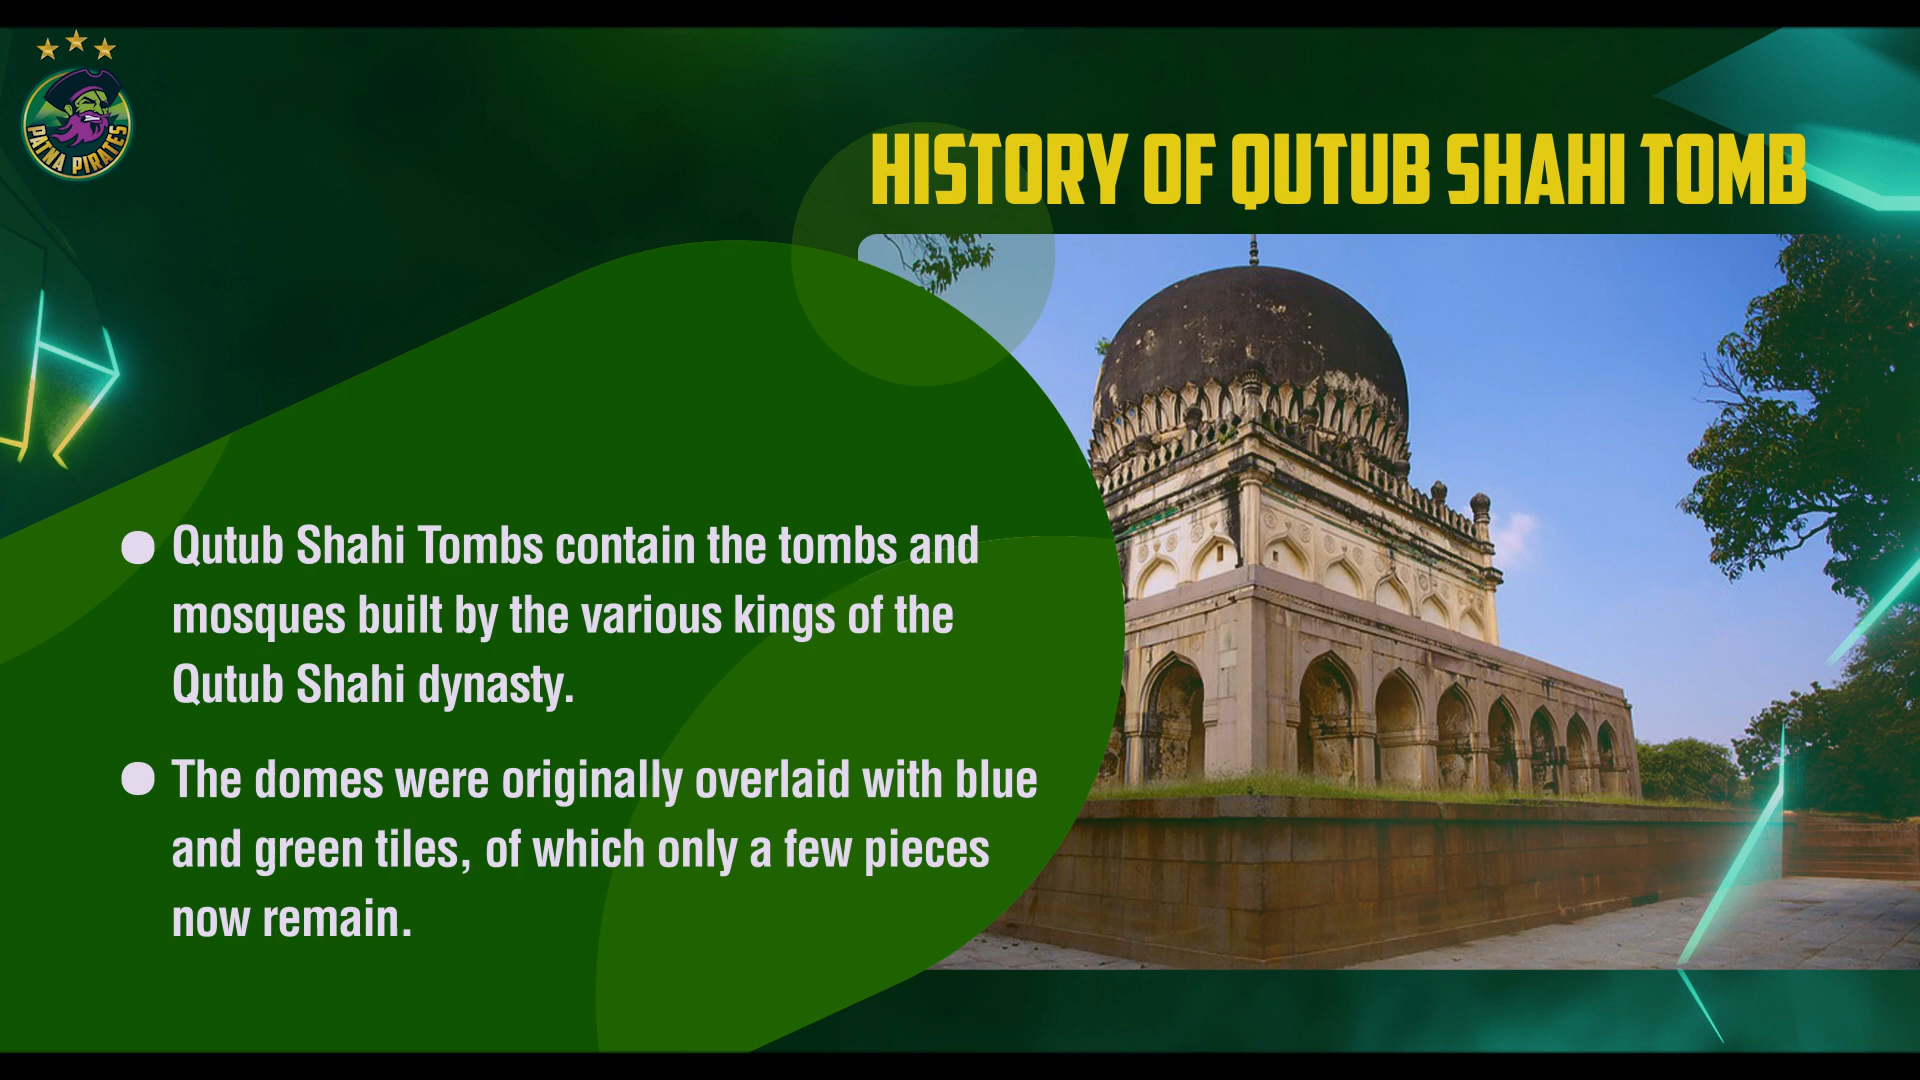 PATNA PIRATES
HISTORY OF QUTUB SHAHI TOMB
● Qutub Shahi Tombs contain the tombs and
mosques built by the various kings of the
Qutub Shahi dynasty.
● The domes were originally overlaid with blue
and green tiles, of which only a few pieces
now remain.